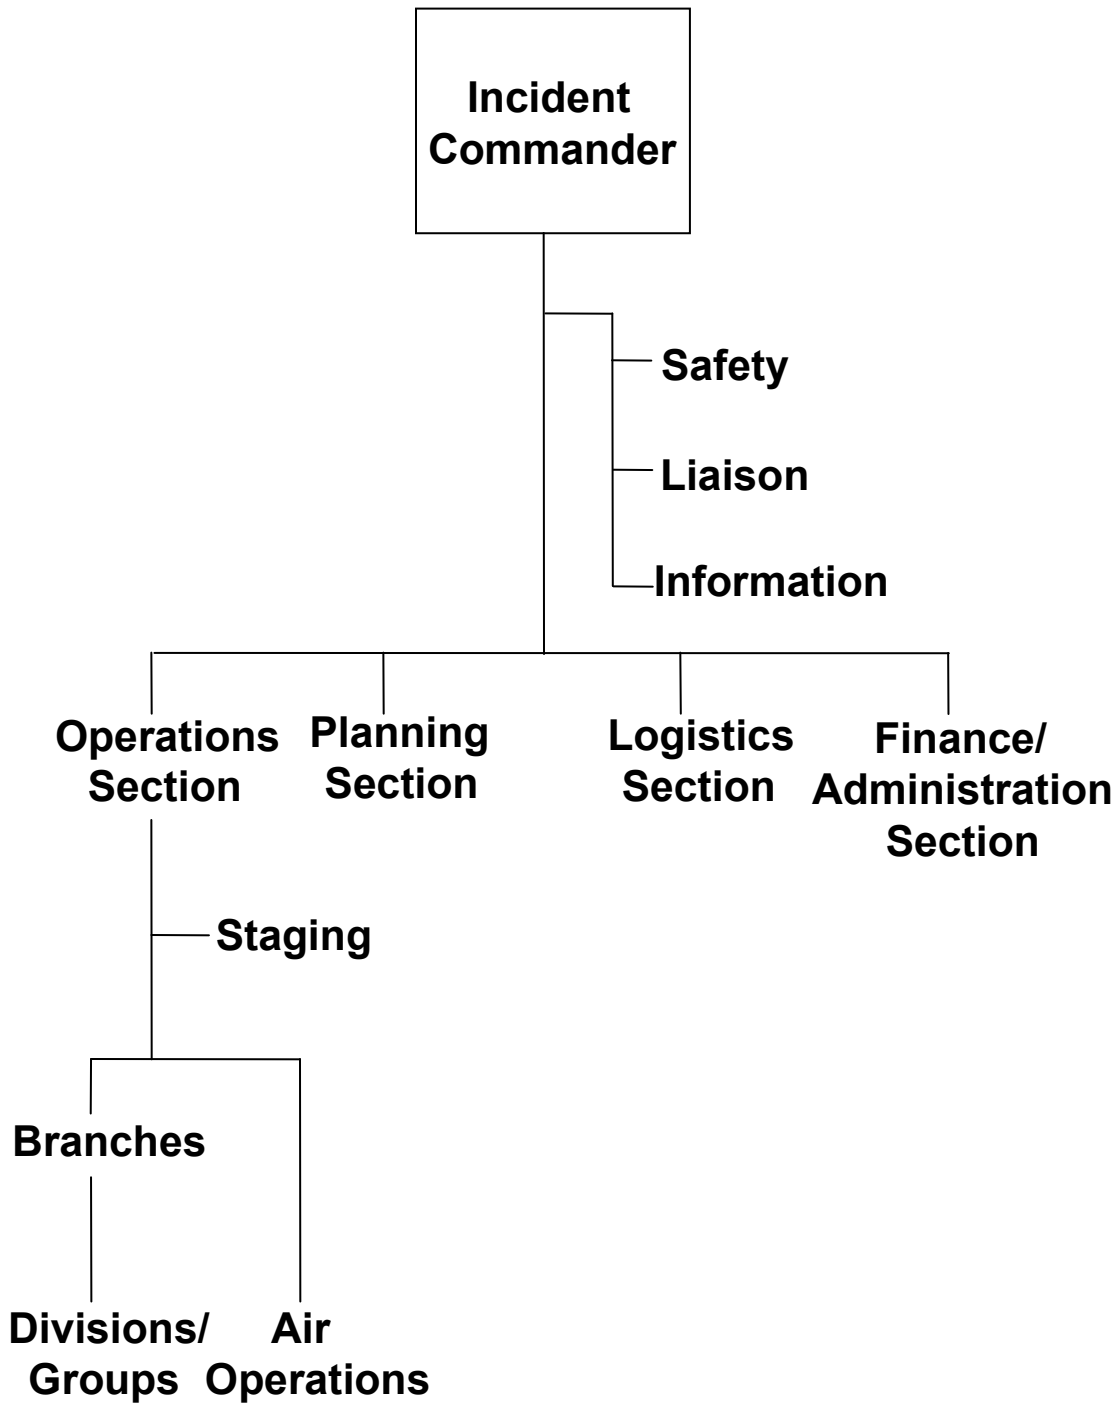 Incident
Commander
Safety
Liaison
Information
Operations
Section
Planning
Section
Logistics
Section
Finance/
Administration
Section
Staging
Branches
Divisions/
Groups
Air
Operations